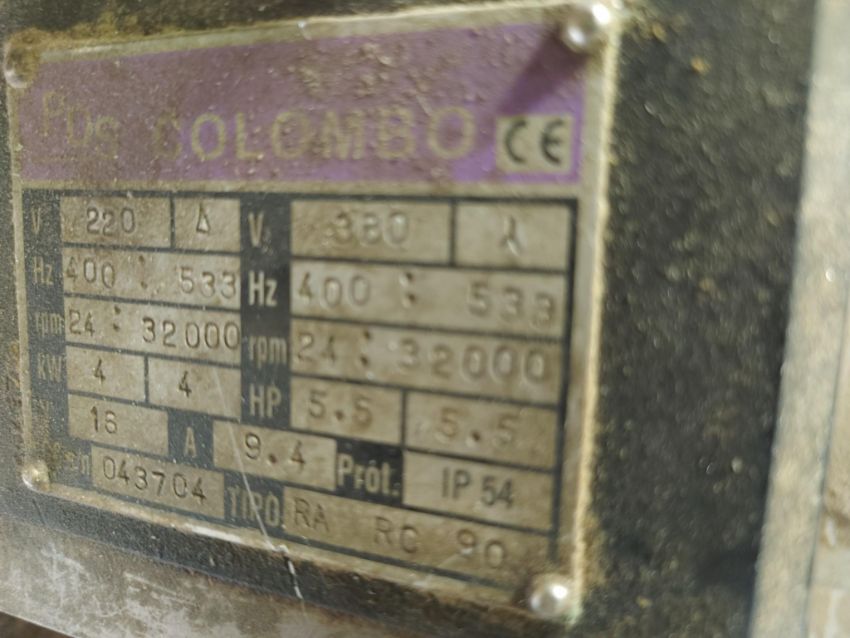 PDS COLOMBO CE
V 220 Δ V 380 Y
Hz 400 ÷ 533 Hz 400 ÷ 533
rpm 24 ÷ 32000 rpm 24 ÷ 32000
KW 4 4 HP 5.5 5.5
16 A 9.4 Prot. IP 54
043704 TIPO RA RC 90